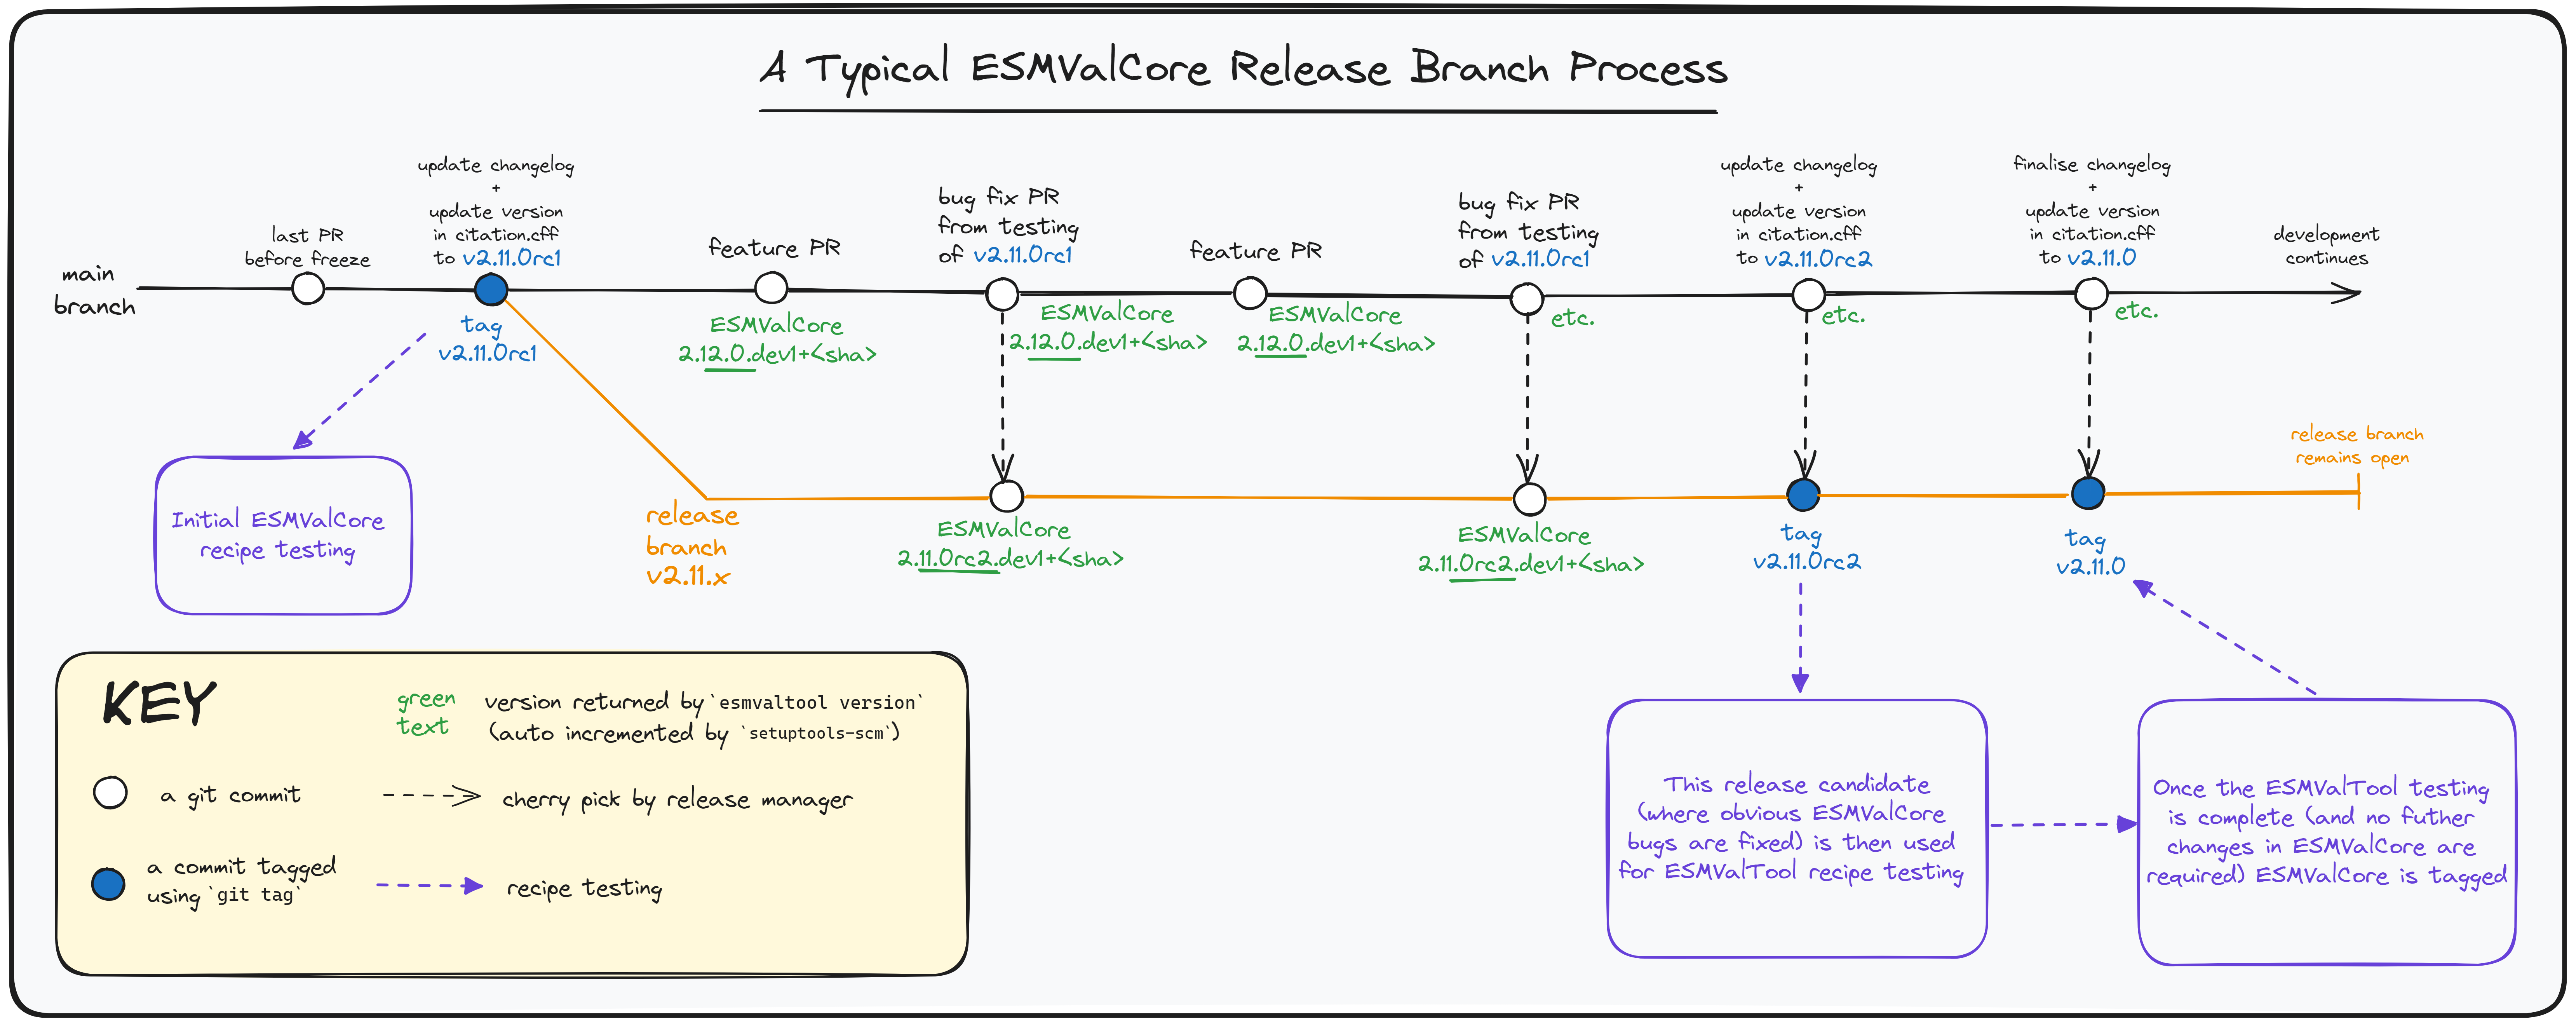 A Typical ESMValCore Release Branch Process
main
branch
last PR
before freeze
update changelog
+
update version
in citation.cff
to v2.11.0rc1
tag
v2.11.0rc1
feature PR
ESMValCore
2.12.0.dev1+<sha>
bug fix PR
from testing
of v2.11.0rc1
ESMValCore
2.12.0.dev1+<sha>
feature PR
ESMValCore
2.12.0.dev1+<sha>
bug fix PR
from testing
of v2.11.0rc1
etc.
update changelog
+
update version
in citation.cff
to v2.11.0rc2
etc.
finalise changelog
+
update version
in citation.cff
to v2.11.0
etc.
development
continues
Initial ESMValCore
recipe testing
release
branch
v2.11.x
ESMValCore
2.11.0rc2.dev1+<sha>
ESMValCore
2.11.0rc2.dev1+<sha>
tag
v2.11.0rc2
tag
v2.11.0
release branch
remains open
This release candidate
(where obvious ESMValCore
bugs are fixed) is then used
for ESMValTool recipe testing
Once the ESMValTool testing
is complete (and no futher
changes in ESMValCore are
required) ESMValCore is tagged
KEY
green
text
version returned by `esmvaltool version`
(auto incremented by `setuptools-scm`)
a git commit
cherry pick by release manager
a commit tagged
using `git tag`
recipe testing